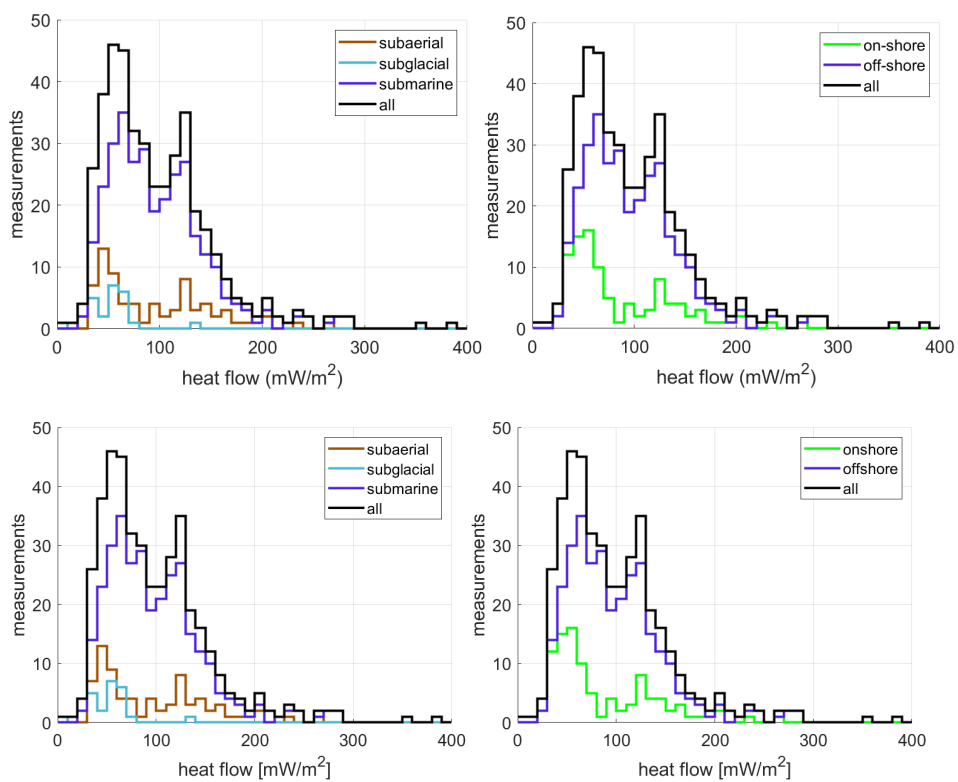 50
40
30
20
10
0
measurements
subaerial
subglacial
submarine
all
0 100 200 300 400
heat flow (mW/m²)
50
40
30
20
10
0
measurements
on-shore
off-shore
all
0 100 200 300 400
heat flow (mW/m²)
50
40
30
20
10
0
measurements
subaerial
subglacial
submarine
all
0 100 200 300 400
heat flow [mW/m²]
50
40
30
20
10
0
measurements
onshore
offshore
all
0 100 200 300 400
heat flow [mW/m²]